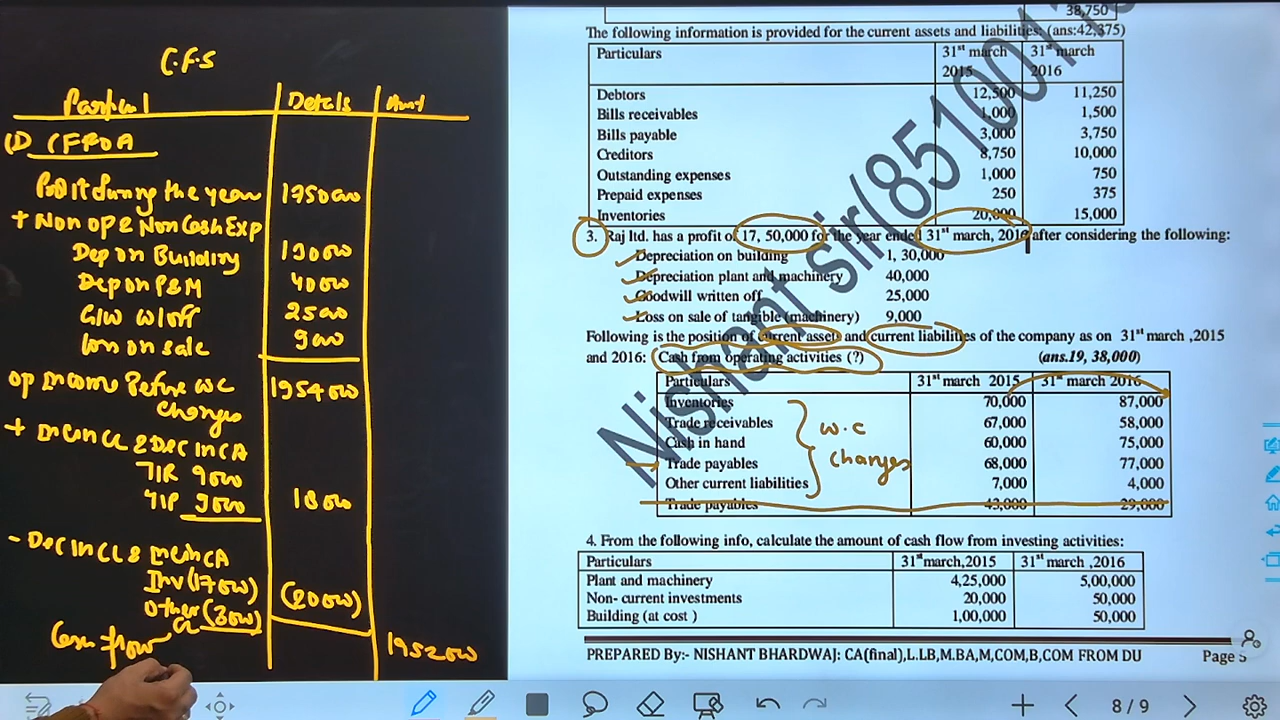 C.F.S
Details
(1) CFROA
Profit during the year 1750000
+ Non op & Non Cash Exp
Dep on Building 130000
Dep on P&M 40000
G/W W/off 25000
loss on sale 9000
op income Before WC changes 1954000
+ Inc in CL & Dec in CA
T/R 9000
T/P 9000 18000
- Dec in CL & Inc in CA
Inv (17000)
Other CL (3000) (20000)
Cash flow 1952000
38,750
The following information is provided for the current assets and liabilities. (ans:42,375)
Particulars 31st march 2015 31st march 2016
Debtors 12,500 11,250
Bills receivables 1,000 1,500
Bills payable 3,000 3,750
Creditors 8,750 10,000
Outstanding expenses 1,000 750
Prepaid expenses 250 375
Inventories 20,000 15,000
3. Raj ltd. has a profit of 17, 50,000 for the year ended 31st march, 2016 after considering the following:
Depreciation on building 1, 30,000
Depreciation plant and machinery 40,000
Goodwill written off 25,000
Loss on sale of tangible (machinery) 9,000
Following is the position of current asset and current liabilities of the company as on 31st march ,2015
and 2016: Cash from operating activities (?) (ans.19, 38,000)
Particulars 31st march 2015 31st march 2016
Inventories 70,000 87,000
Trade receivables 67,000 58,000
Cash in hand 60,000 75,000
Trade payables 68,000 77,000
Other current liabilities 7,000 4,000
Trade payables 43,000 29,000
W.C changes
4. From the following info, calculate the amount of cash flow from investing activities:
Particulars 31st march,2015 31st march ,2016
Plant and machinery 4,25,000 5,00,000
Non- current investments 20,000 50,000
Building (at cost ) 1,00,000 50,000
PREPARED By:- NISHANT BHARDWAJ: CA(final),L.LB,M.BA,M,COM,B,COM FROM DU Page
Nishant sir(8510011
8 / 9